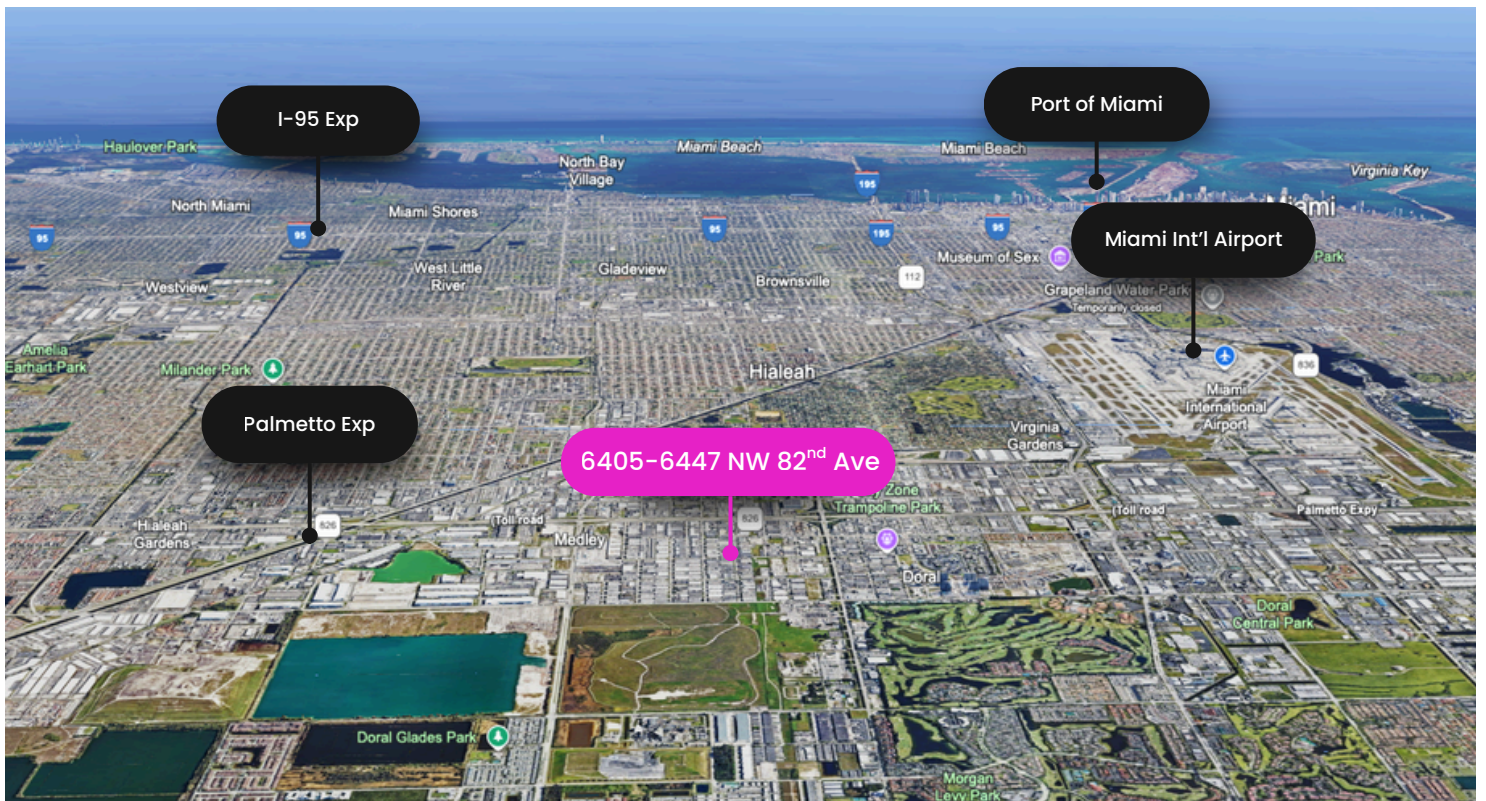 Port of Miami
I-95 Exp
Haulover Park
Miami Beach
Miami Beach
North Bay
Village
Virginia Key
195
North Miami
Miami Shores
Miami
95
95
95
195
95
Miami Int'l Airport
Museum of Sex
Park
West Little
River
Gladeview
Brownsville
112
Westview
Grapeland Water Park
Temporarily closed
Amelia
Earhart Park
Milander Park
Hialeah
836
Miami
International
Airport
Palmetto Exp
Virginia
Gardens
6405-6447 NW 82nd Ave
Zone
Trampoline Park
826
Hialeah
Gardens
(Toll road
826
(Toll road
Palmetto Expy
Medley
Doral
Doral
Central Park
Doral Glades Park
Morgan
Levy Park